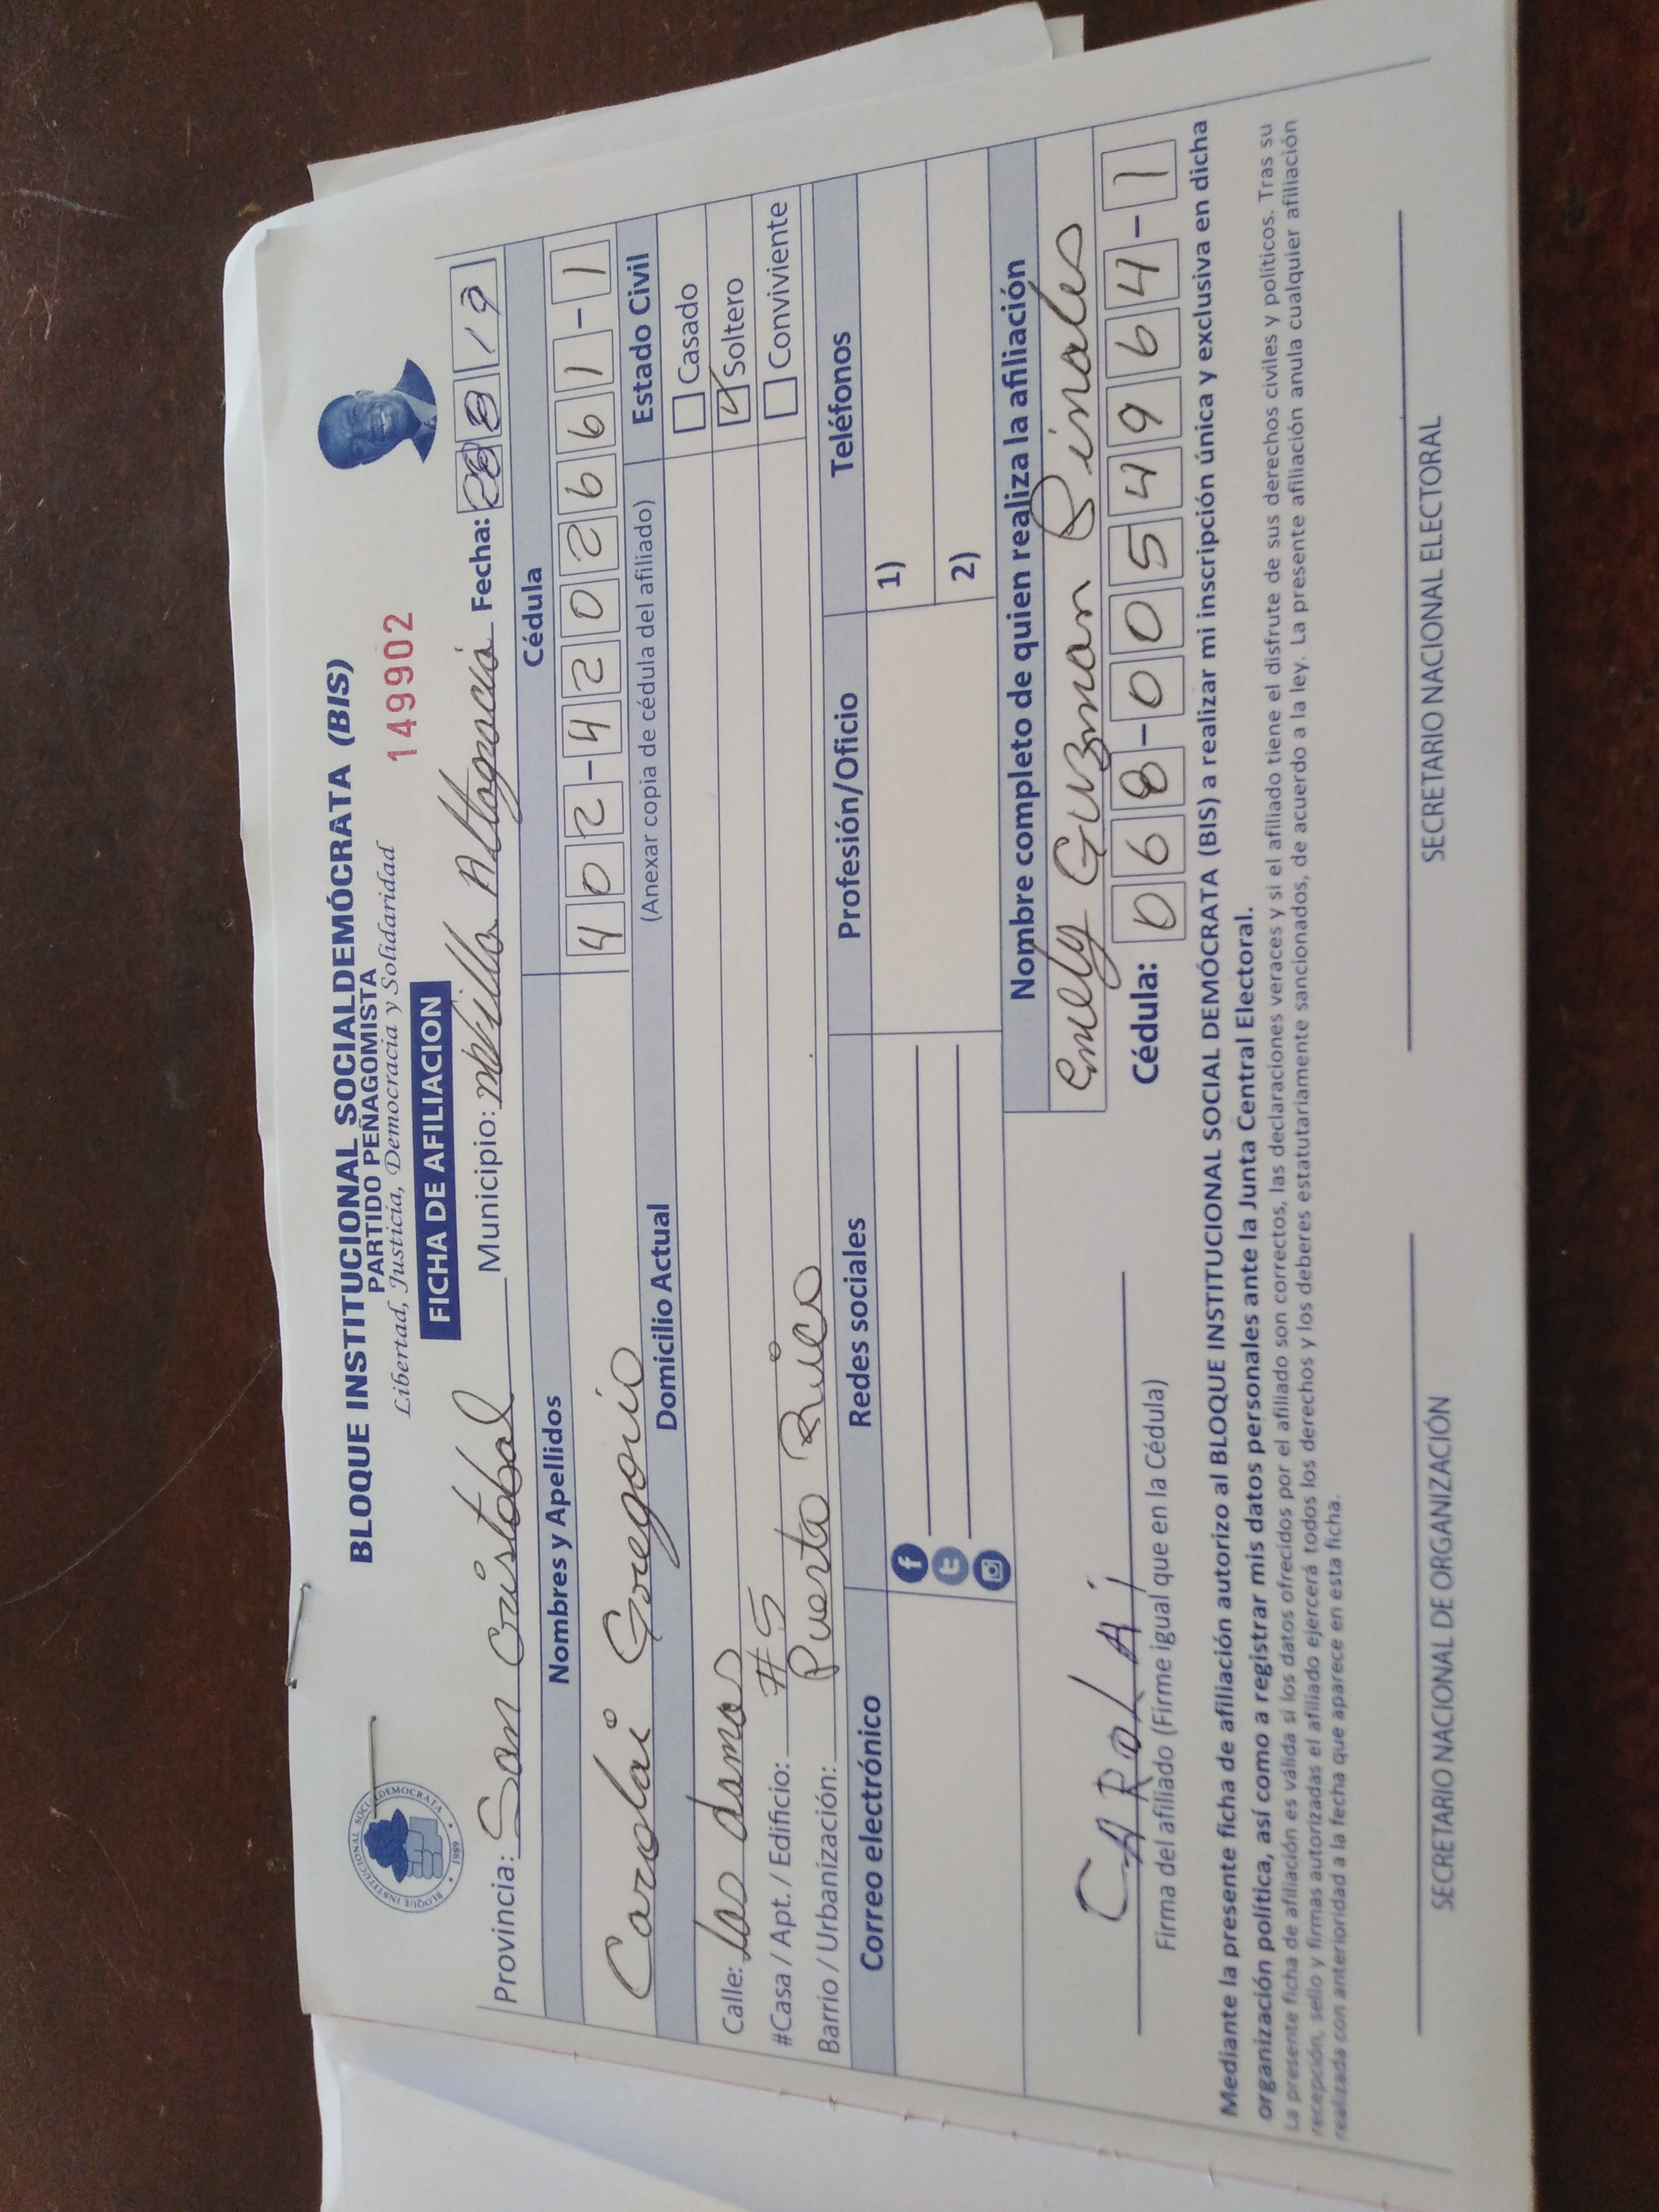 BLOQUE INSTITUCIONAL SOCIALDEMÓCRATA (BIS)
PARTIDO PEÑAGOMISTA
Libertad, Justicia, Democracia y Solidaridad
149902
FICHA DE AFILIACION
Provincia: San Cristobal Municipio: Villa Altagracia Fecha:
Nombres y Apellidos Cédula
Carolai Gregorio 402-4202661-1
Domicilio Actual (Anexar copia de cédula del afiliado) Estado Civil
Calle: las damas
Casado
Soltero
Conviviente
#Casa / Apt. / Edificio: #5
Barrio / Urbanización: Puerto Rico
Correo electrónico Redes sociales Profesión/Oficio Teléfonos
1)
2)
Nombre completo de quien realiza la afiliación
Emely Guzman Binales
Cédula: 068-0054964-1
CAROLAi
Firma del afiliado (Firme igual que en la Cédula)
Mediante la presente ficha de afiliación autorizo al BLOQUE INSTITUCIONAL SOCIAL DEMÓCRATA (BIS) a realizar mi inscripción única y exclusiva en dicha
organización política, así como a registrar mis datos personales ante la Junta Central Electoral.
La presente ficha de afiliación es válida si los datos ofrecidos por el afiliado son correctos, las declaraciones veraces y si el afiliado tiene el disfrute de sus derechos civiles y políticos. Tras su
recepción, sello y firmas autorizadas el afiliado ejercerá todos los derechos y los deberes estatutariamente sancionados, de acuerdo a la ley. La presente afiliación anula cualquier afiliación
realizada con anterioridad a la fecha que aparece en esta ficha.
SECRETARIO NACIONAL DE ORGANIZACIÓN SECRETARIO NACIONAL ELECTORAL